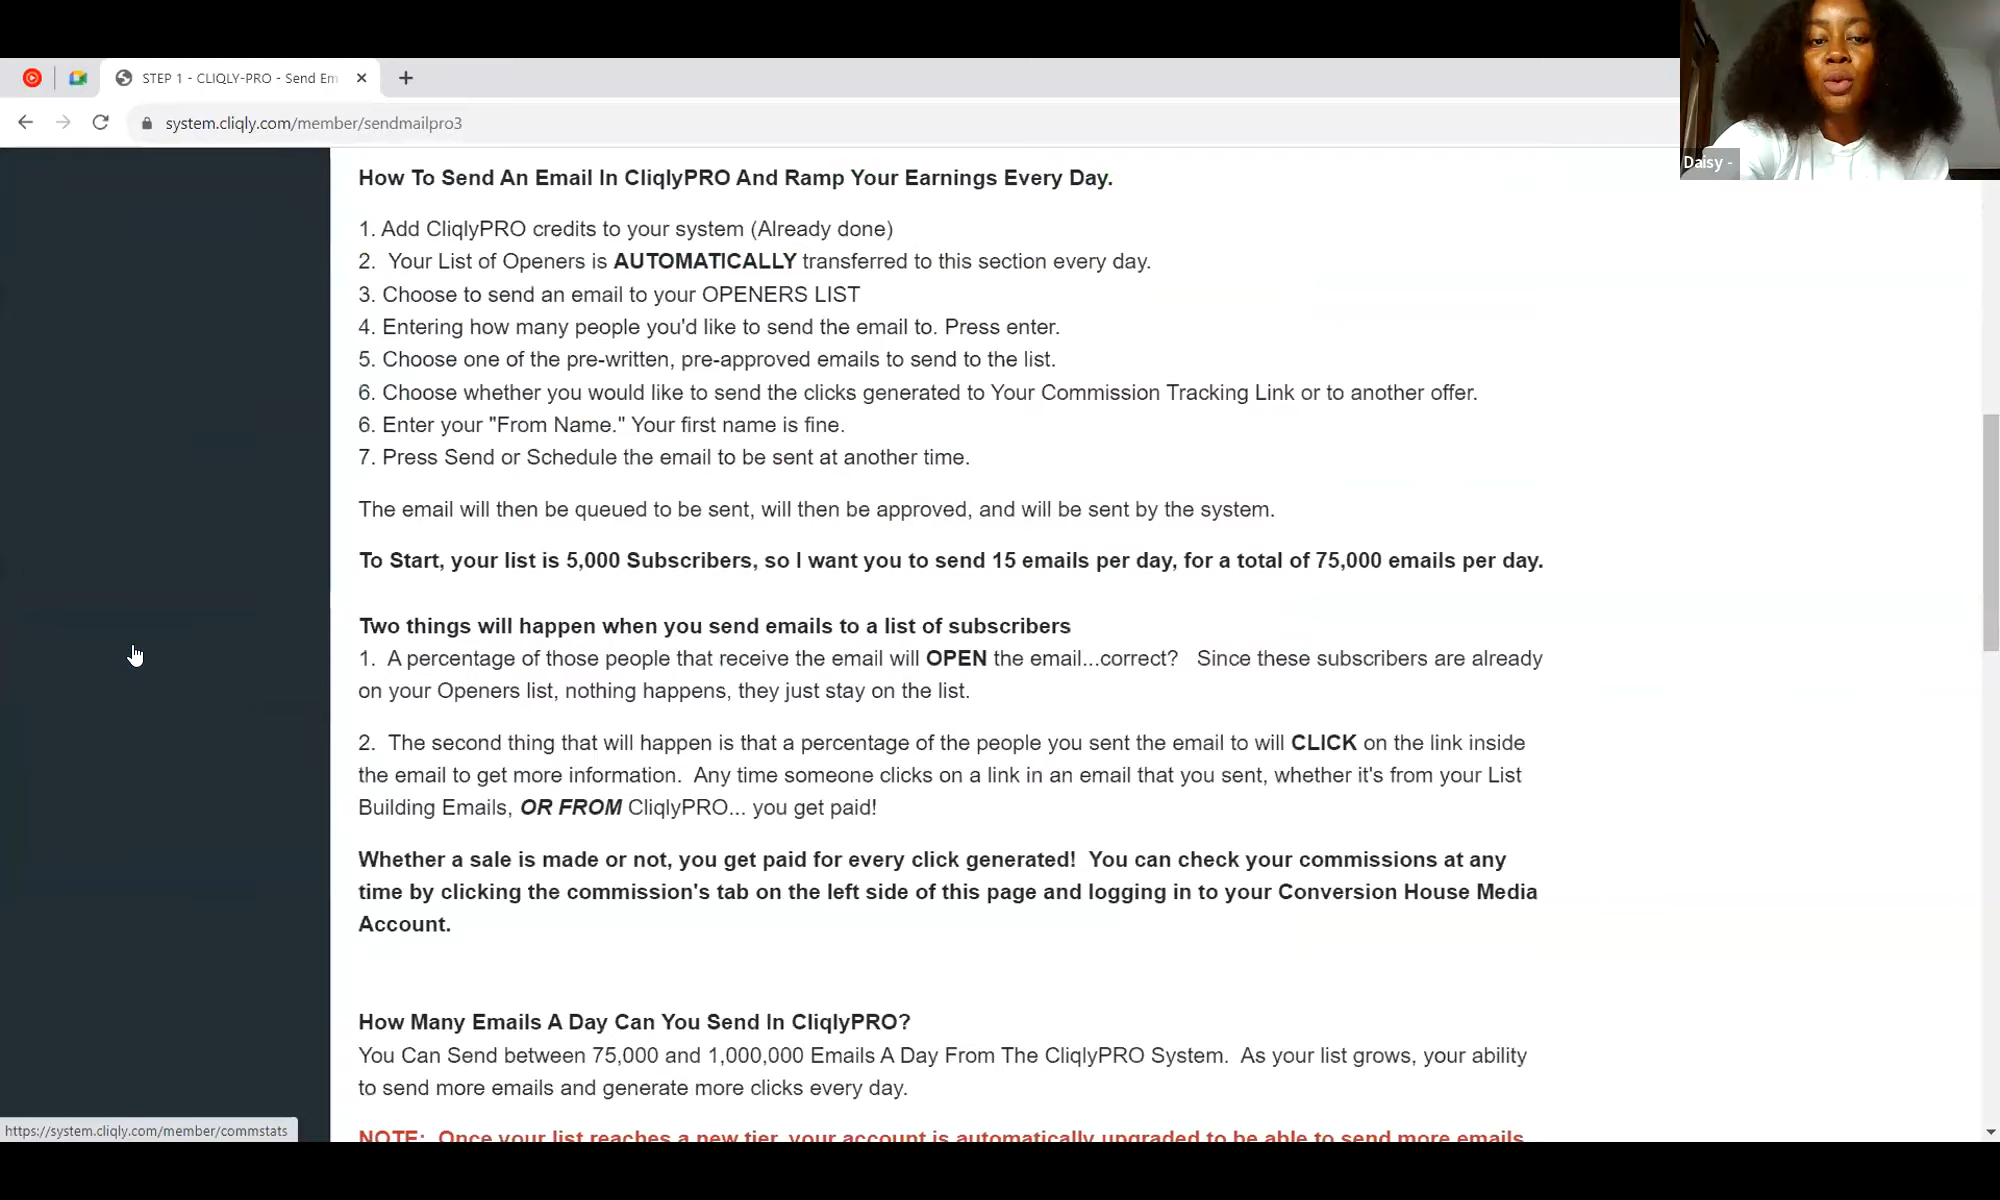 STEP 1 - CLIQLY-PRO - Send Em
system.cliqly.com/member/sendmailpro3
Daisy -
How To Send An Email In CliqlyPRO And Ramp Your Earnings Every Day.
1. Add CliqlyPRO credits to your system (Already done)
2. Your List of Openers is AUTOMATICALLY transferred to this section every day.
3. Choose to send an email to your OPENERS LIST
4. Entering how many people you'd like to send the email to. Press enter.
5. Choose one of the pre-written, pre-approved emails to send to the list.
6. Choose whether you would like to send the clicks generated to Your Commission Tracking Link or to another offer.
6. Enter your "From Name." Your first name is fine.
7. Press Send or Schedule the email to be sent at another time.
The email will then be queued to be sent, will then be approved, and will be sent by the system.
To Start, your list is 5,000 Subscribers, so I want you to send 15 emails per day, for a total of 75,000 emails per day.
Two things will happen when you send emails to a list of subscribers
1. A percentage of those people that receive the email will OPEN the email...correct? Since these subscribers are already
on your Openers list, nothing happens, they just stay on the list.
2. The second thing that will happen is that a percentage of the people you sent the email to will CLICK on the link inside
the email to get more information. Any time someone clicks on a link in an email that you sent, whether it's from your List
Building Emails, OR FROM CliqlyPRO... you get paid!
Whether a sale is made or not, you get paid for every click generated! You can check your commissions at any
time by clicking the commission's tab on the left side of this page and logging in to your Conversion House Media
Account.
How Many Emails A Day Can You Send In CliqlyPRO?
You Can Send between 75,000 and 1,000,000 Emails A Day From The CliqlyPRO System. As your list grows, your ability
to send more emails and generate more clicks every day.
NOTE: Once your list reaches a new tier, your account is automatically upgraded to be able to send more emails
https://system.cliqly.com/member/commstats